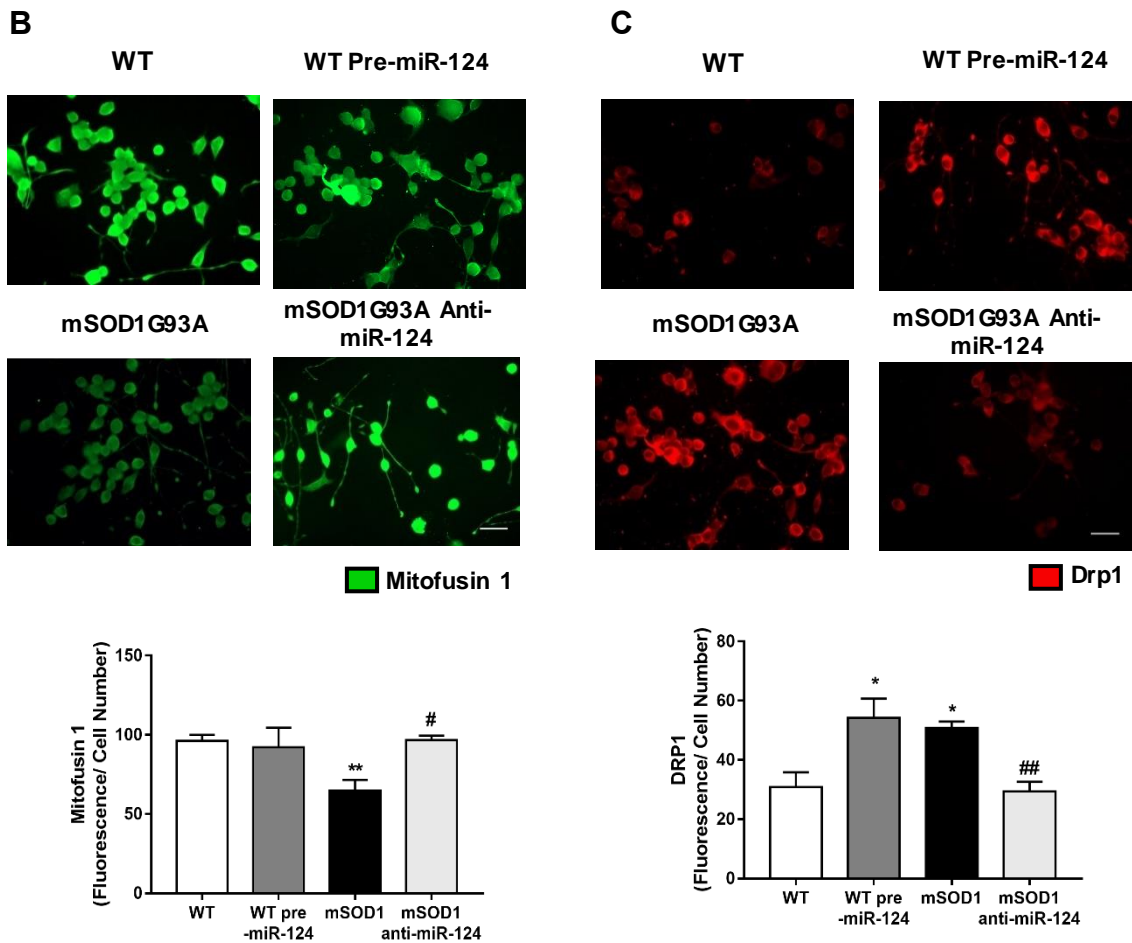 B
WT
WT Pre-miR-124
mSOD1G93A
mSOD1G93A Anti-
miR-124
Mitofusin 1
Mitofusin 1
(Fluorescence/ Cell Number)
150
100
50
0
**
#
WT
WT pre
-miR-124
mSOD1
mSOD1
anti-miR-124
C
WT
WT Pre-miR-124
mSOD1G93A
mSOD1G93A Anti-
miR-124
Drp1
DRP1
(Fluorescence/ Cell Number)
80
60
40
20
0
*
*
##
WT
WT pre
-miR-124
mSOD1
mSOD1
anti-miR-124